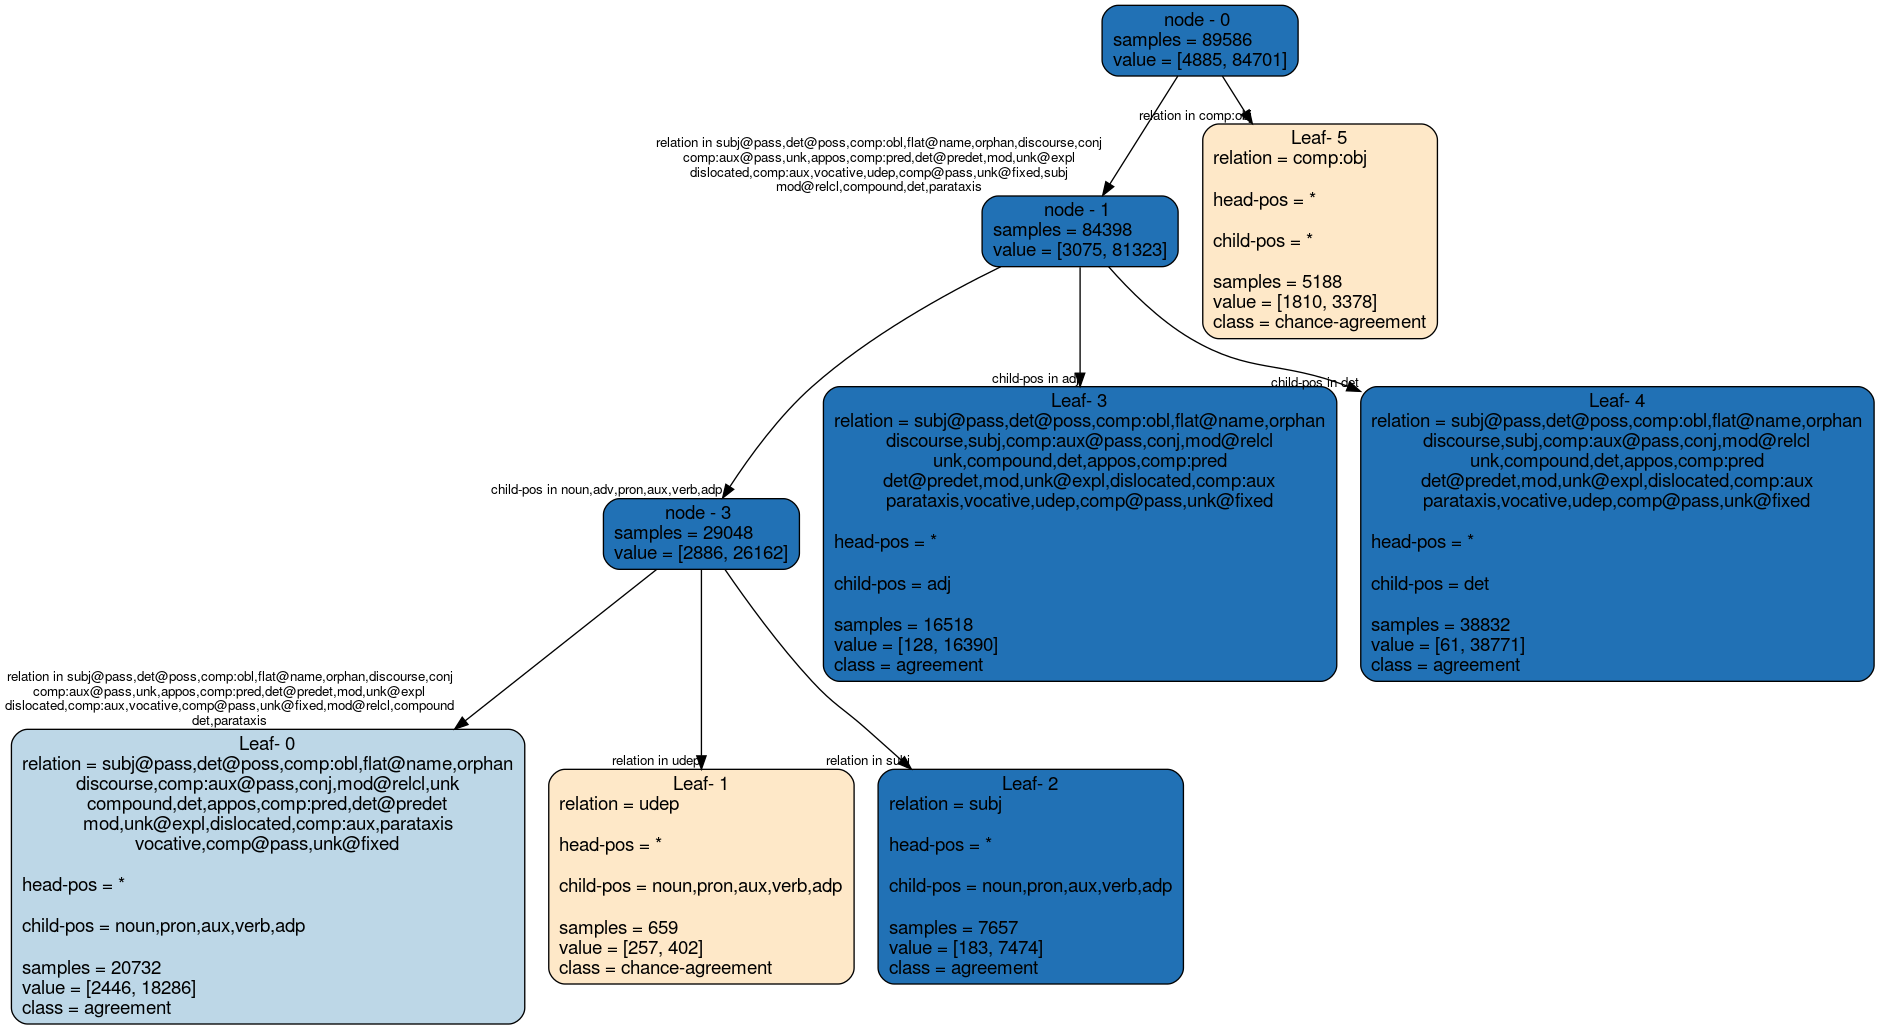 node - 0
samples = 89586
value = [4885, 84701]
relation in comp:obj
Leaf- 5
relation = comp:obj
head-pos = *
child-pos = *
samples = 5188
value = [1810, 3378]
class = chance-agreement
relation in subj@pass,det@poss,comp:obl,flat@name,orphan,discourse,conj
comp:aux@pass,unk,appos,comp:pred,det@predet,mod,unk@expl
dislocated,comp:aux,vocative,udep,comp@pass,unk@fixed,subj
mod@relcl,compound,det,parataxis
node - 1
samples = 84398
value = [3075, 81323]
child-pos in adj
Leaf- 3
relation = subj@pass,det@poss,comp:obl,flat@name,orphan
discourse,subj,comp:aux@pass,conj,mod@relcl
unk,compound,det,appos,comp:pred
det@predet,mod,unk@expl,dislocated,comp:aux
parataxis,vocative,udep,comp@pass,unk@fixed
head-pos = *
child-pos = adj
samples = 16518
value = [128, 16390]
class = agreement
child-pos in det
Leaf- 4
relation = subj@pass,det@poss,comp:obl,flat@name,orphan
discourse,subj,comp:aux@pass,conj,mod@relcl
unk,compound,det,appos,comp:pred
det@predet,mod,unk@expl,dislocated,comp:aux
parataxis,vocative,udep,comp@pass,unk@fixed
head-pos = *
child-pos = det
samples = 38832
value = [61, 38771]
class = agreement
child-pos in noun,adv,pron,aux,verb,adp
node - 3
samples = 29048
value = [2886, 26162]
relation in subj@pass,det@poss,comp:obl,flat@name,orphan,discourse,conj
comp:aux@pass,unk,appos,comp:pred,det@predet,mod,unk@expl
dislocated,comp:aux,vocative,comp@pass,unk@fixed,mod@relcl,compound
det,parataxis
Leaf- 0
relation = subj@pass,det@poss,comp:obl,flat@name,orphan
discourse,comp:aux@pass,conj,mod@relcl,unk
compound,det,appos,comp:pred,det@predet
mod,unk@expl,dislocated,comp:aux,parataxis
vocative,comp@pass,unk@fixed
head-pos = *
child-pos = noun,pron,aux,verb,adp
samples = 20732
value = [2446, 18286]
class = agreement
relation in udep
Leaf- 1
relation = udep
head-pos = *
child-pos = noun,pron,aux,verb,adp
samples = 659
value = [257, 402]
class = chance-agreement
relation in subj
Leaf- 2
relation = subj
head-pos = *
child-pos = noun,pron,aux,verb,adp
samples = 7657
value = [183, 7474]
class = agreement